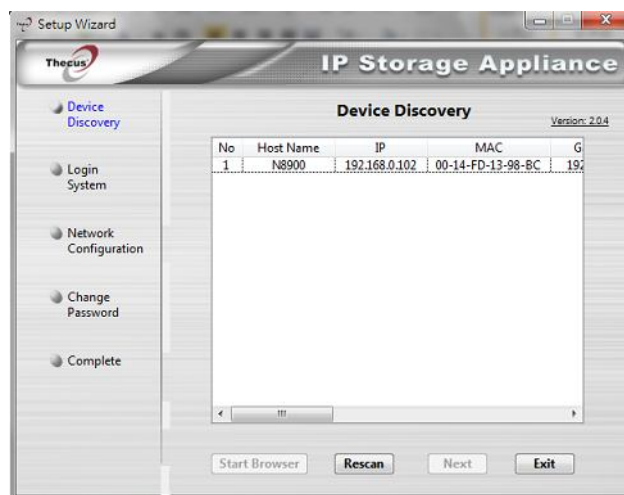 Setup Wizard
Thecus
IP Storage Appliance
Device
Discovery
Login
System
Network
Configuration
Change
Password
Complete
Device Discovery
Version: 2.0.4
No Host Name IP MAC G
1 N8900 192.168.0.102 00-14-FD-13-98-BC 192
Start Browser Rescan Next Exit